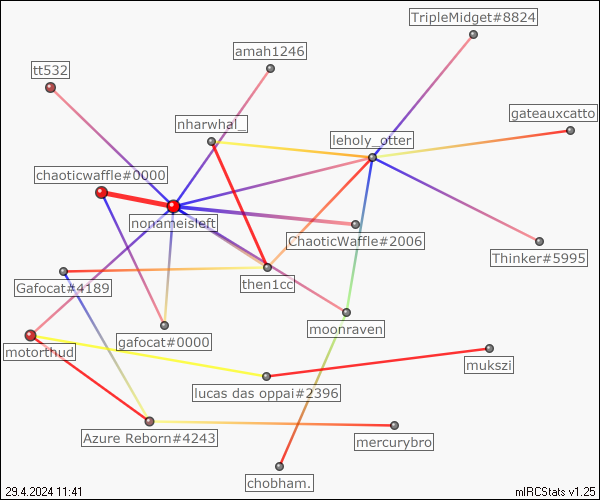 TripleMidget#8824
amah1246
tt532
gateauxcatto
nharwhal_
leholy_otter
chaoticwaffle#0000
nonameisleft
ChaoticWaffle#2006
Thinker#5995
Gafocat#4189
then1cc
moonraven
gafocat#0000
motorthud
mukszi
lucas das oppai#2396
Azure Reborn#4243
mercurybro
chobham.
29.4.2024 11:41
mIRCStats v1.25